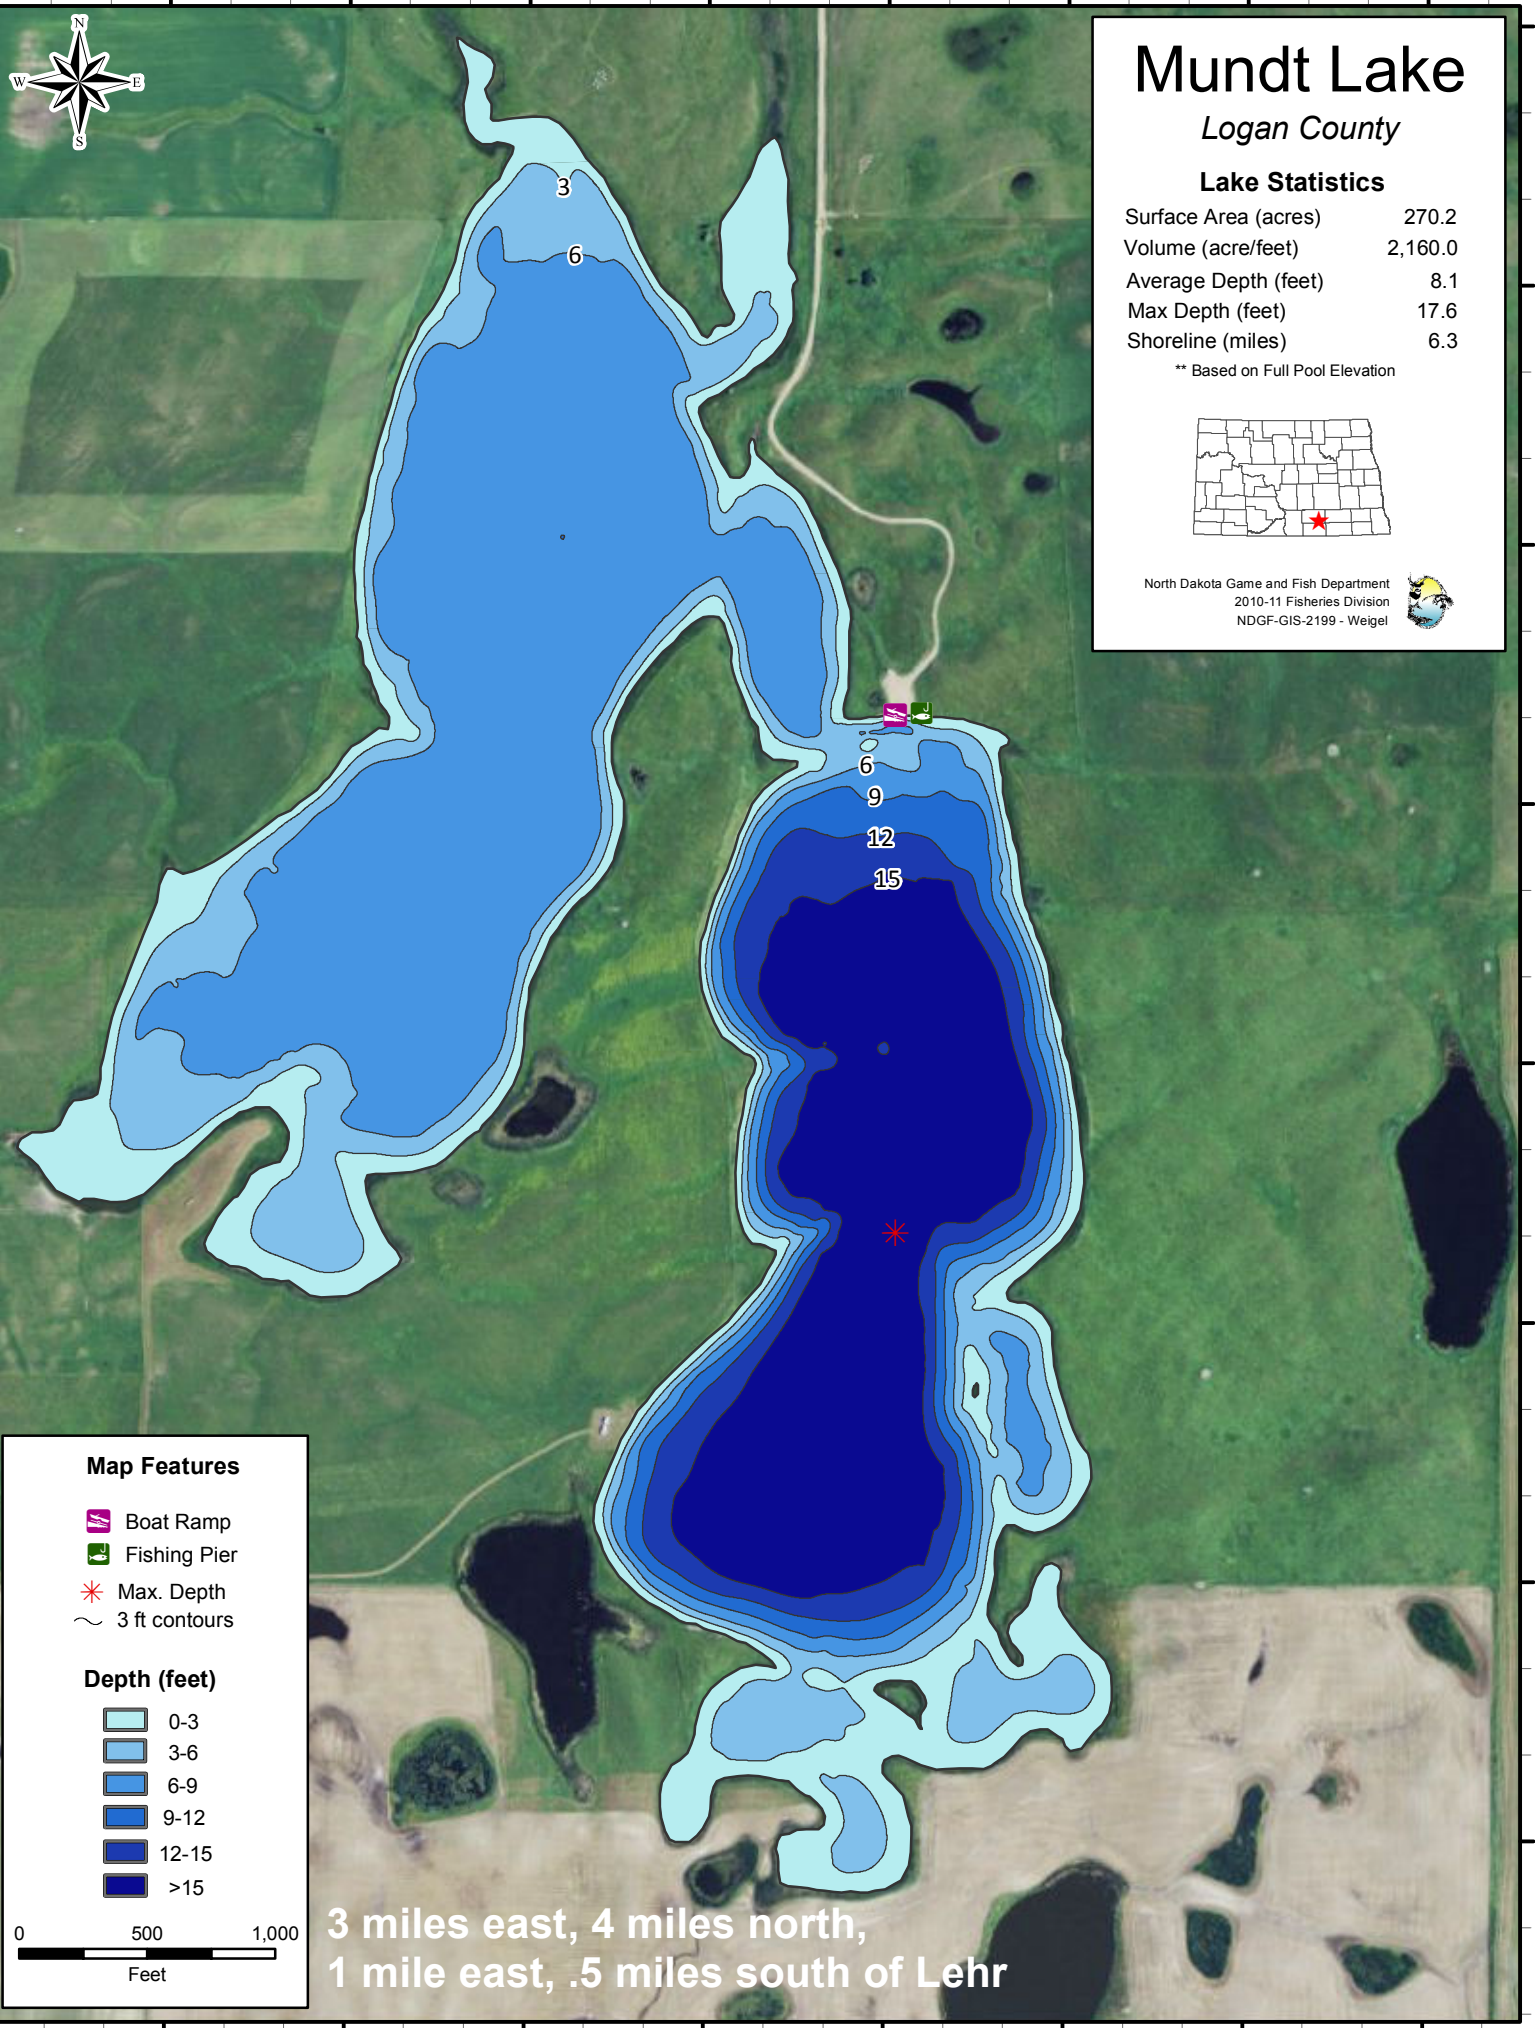 N
W E
S
Mundt Lake
Logan County
Lake Statistics
Surface Area (acres) 270.2
Volume (acre/feet) 2,160.0
Average Depth (feet) 8.1
Max Depth (feet) 17.6
Shoreline (miles) 6.3
** Based on Full Pool Elevation
North Dakota Game and Fish Department
2010-11 Fisheries Division
NDGF-GIS-2199 - Weigel
3
6
6
9
12
15
Map Features
Boat Ramp
Fishing Pier
Max. Depth
3 ft contours
Depth (feet)
0-3
3-6
6-9
9-12
12-15
>15
0 500 1,000
Feet
3 miles east, 4 miles north,
1 mile east, .5 miles south of Lehr